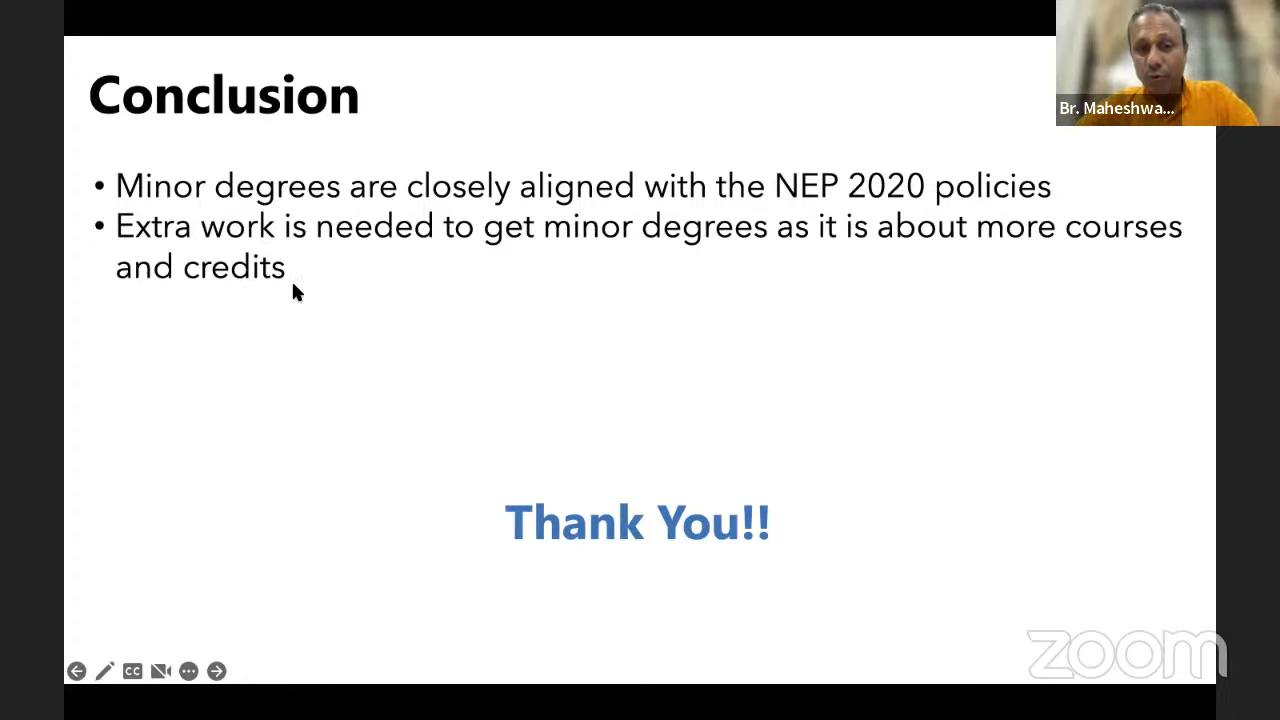 Conclusion
Br. Maheshwa...
• Minor degrees are closely aligned with the NEP 2020 policies
• Extra work is needed to get minor degrees as it is about more courses
and credits
Thank You!!
zoom
CC